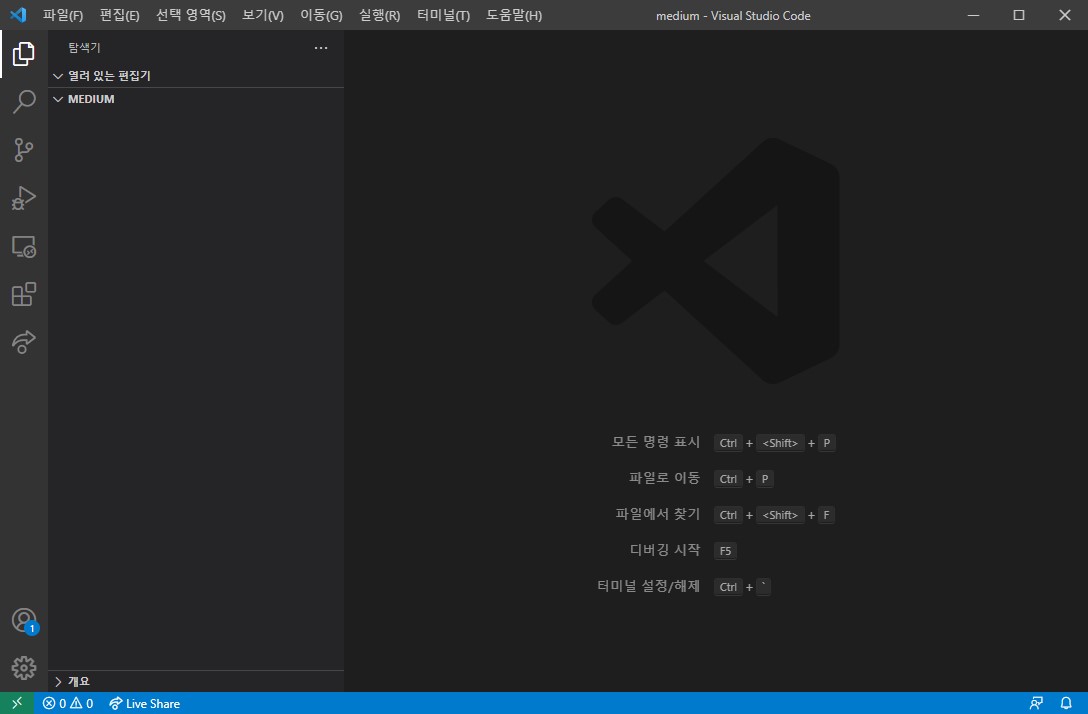 파일(F) 편집(E) 선택 영역(S) 보기(V) 이동(G) 실행(R) 터미널(T) 도움말(H) medium - Visual Studio Code
탐색기
열려 있는 편집기
MEDIUM
모든 명령 표시 Ctrl + <Shift> + P
파일로 이동 Ctrl + P
파일에서 찾기 Ctrl + <Shift> + F
디버깅 시작 F5
터미널 설정/해제 Ctrl + `
1
개요
0 0 Live Share